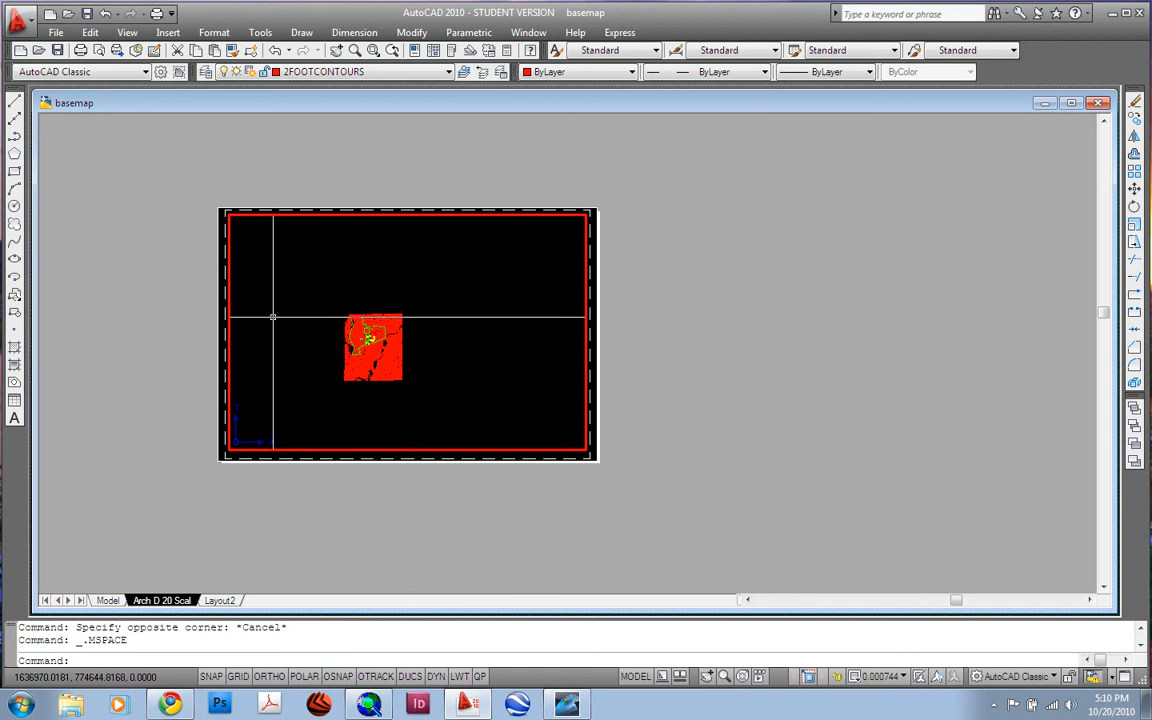 AutoCAD 2010 - STUDENT VERSION basemap
Type a keyword or phrase
File Edit View Insert Format Tools Draw Dimension Modify Parametric Window Help Express
Standard Standard Standard Standard
AutoCAD Classic 2FOOTCONTOURS ByLayer ByLayer ByLayer ByColor
basemap
Model Arch D 20 Scal Layout2
Command: Specify opposite corner: *Cancel*
Command: _.MSPACE
Command:
1636970.0181, 774644.8168, 0.0000 SNAP GRID ORTHO POLAR OSNAP OTRACK DUCS DYN LWT QP MODEL 0.000744 AutoCAD Classic
5:10 PM
10/20/2010